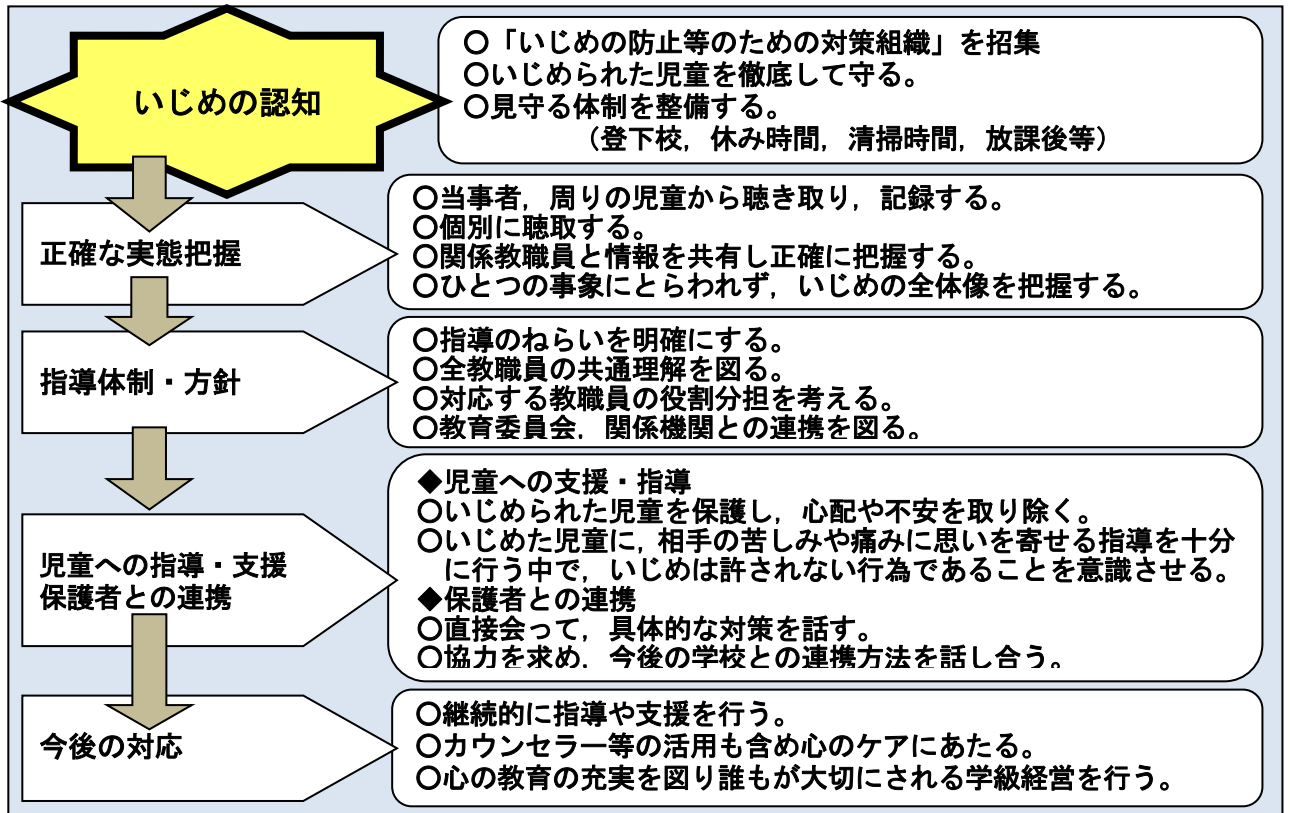 いじめの認知
○「いじめの防止等のための対策組織」を招集
○いじめられた児童を徹底して守る。
○見守る体制を整備する。
（登下校，休み時間，清掃時間，放課後等）
正確な実態把握
○当事者，周りの児童から聴き取り，記録する。
○個別に聴取する。
○関係教職員と情報を共有し正確に把握する。
○ひとつの事象にとらわれず，いじめの全体像を把握する。
指導体制・方針
○指導のねらいを明確にする。
○全教職員の共通理解を図る。
○対応する教職員の役割分担を考える。
○教育委員会，関係機関との連携を図る。
児童への指導・支援
保護者との連携
◆児童への支援・指導
○いじめられた児童を保護し，心配や不安を取り除く。
○いじめた児童に，相手の苦しみや痛みに思いを寄せる指導を十分
に行う中で，いじめは許されない行為であることを意識させる。
◆保護者との連携
○直接会って，具体的な対策を話す。
○協力を求め，今後の学校との連携方法を話し合う。
今後の対応
○継続的に指導や支援を行う。
○カウンセラー等の活用も含め心のケアにあたる。
○心の教育の充実を図り誰もが大切にされる学級経営を行う。